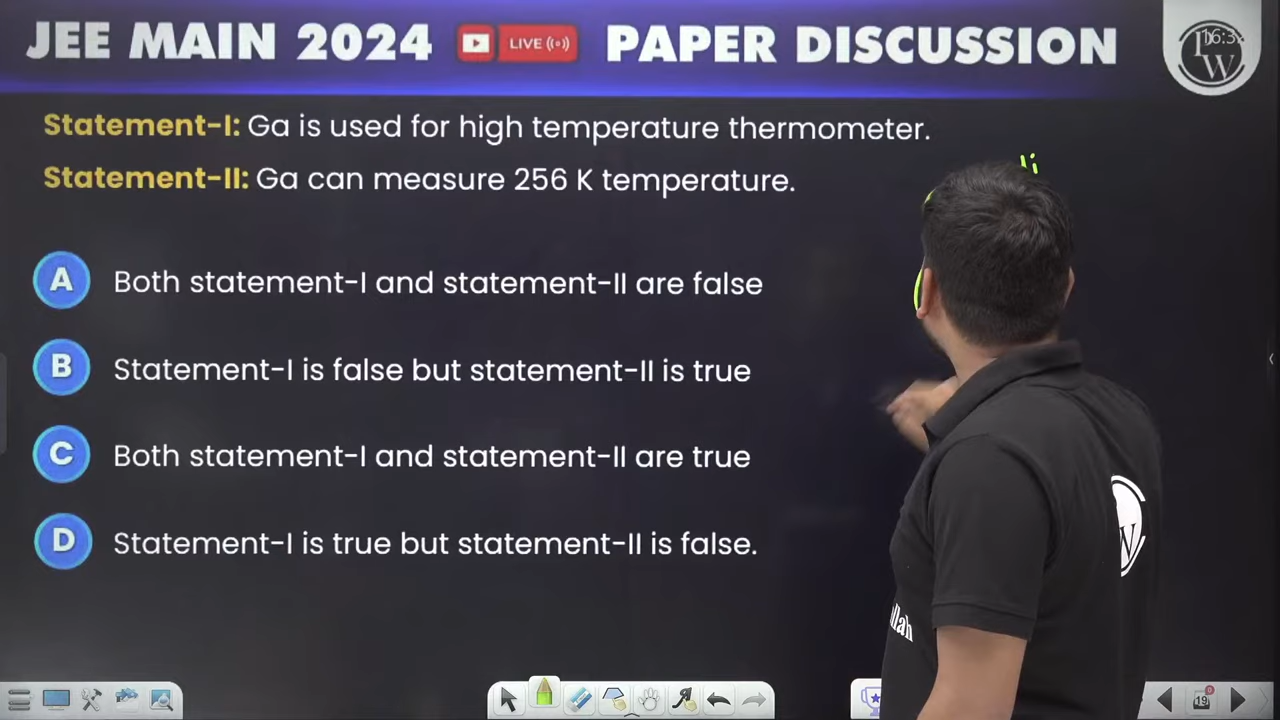 JEE MAIN 2024 LIVE PAPER DISCUSSION
Statement-I: Ga is used for high temperature thermometer.
Statement-II: Ga can measure 256 K temperature.
A Both statement-I and statement-II are false
B Statement-I is false but statement-II is true
C Both statement-I and statement-II are true
D Statement-I is true but statement-II is false.